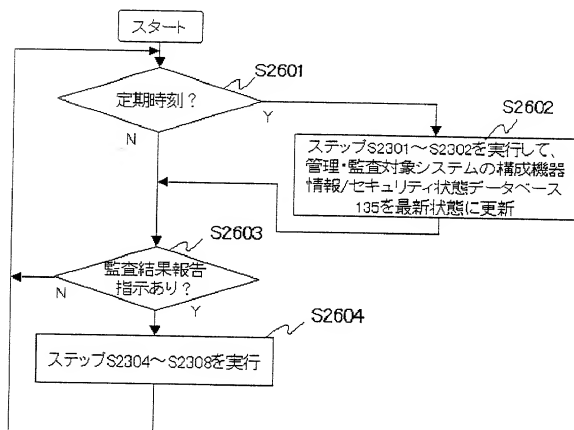 スタート
S2601
定期時刻？
N
Y
S2602
ステップS2301～S2302を実行して、
管理・監査対象システムの構成機器
情報/セキュリティ状態データベース
135を最新状態に更新
S2603
監査結果報告
指示あり？
N
Y
S2604
ステップS2304～S2308を実行